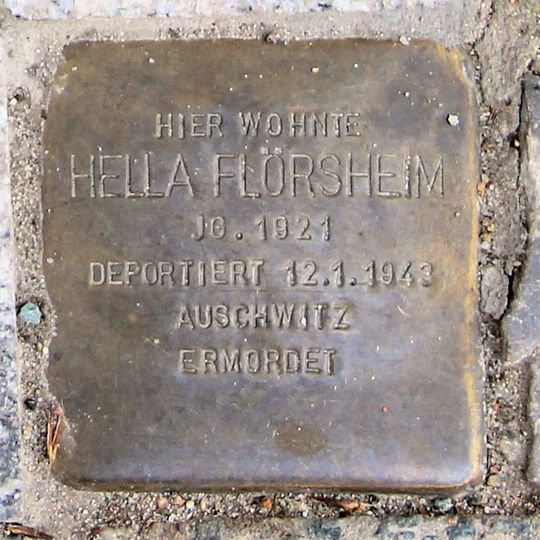 HIER WOHNTE
HELLA FLÖRSHEIM
JG. 1921
DEPORTIERT 12.1.1943
AUSCHWITZ
ERMORDET